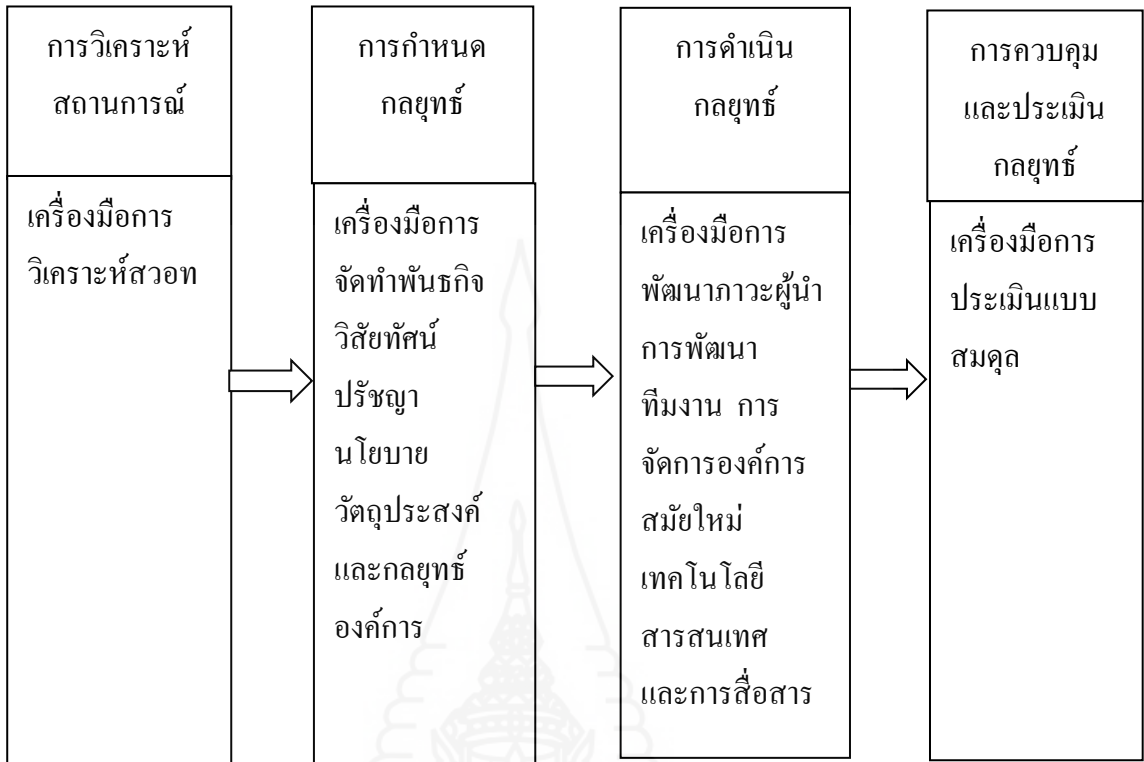 การวิเคราะห์
สถานการณ์
เครื่องมือการ
วิเคราะห์สวอท
การกำหนด
กลยุทธ์
เครื่องมือการ
จัดทำพันธกิจ
วิสัยทัศน์
ปรัชญา
นโยบาย
วัตถุประสงค์
และกลยุทธ์
องค์การ
การดำเนิน
กลยุทธ์
เครื่องมือการ
พัฒนาภาวะผู้นำ
การพัฒนา
ทีมงาน การ
จัดการองค์การ
สมัยใหม่
เทคโนโลยี
สารสนเทศ
และการสื่อสาร
การควบคุม
และประเมิน
กลยุทธ์
เครื่องมือการ
ประเมินแบบ
สมดุล